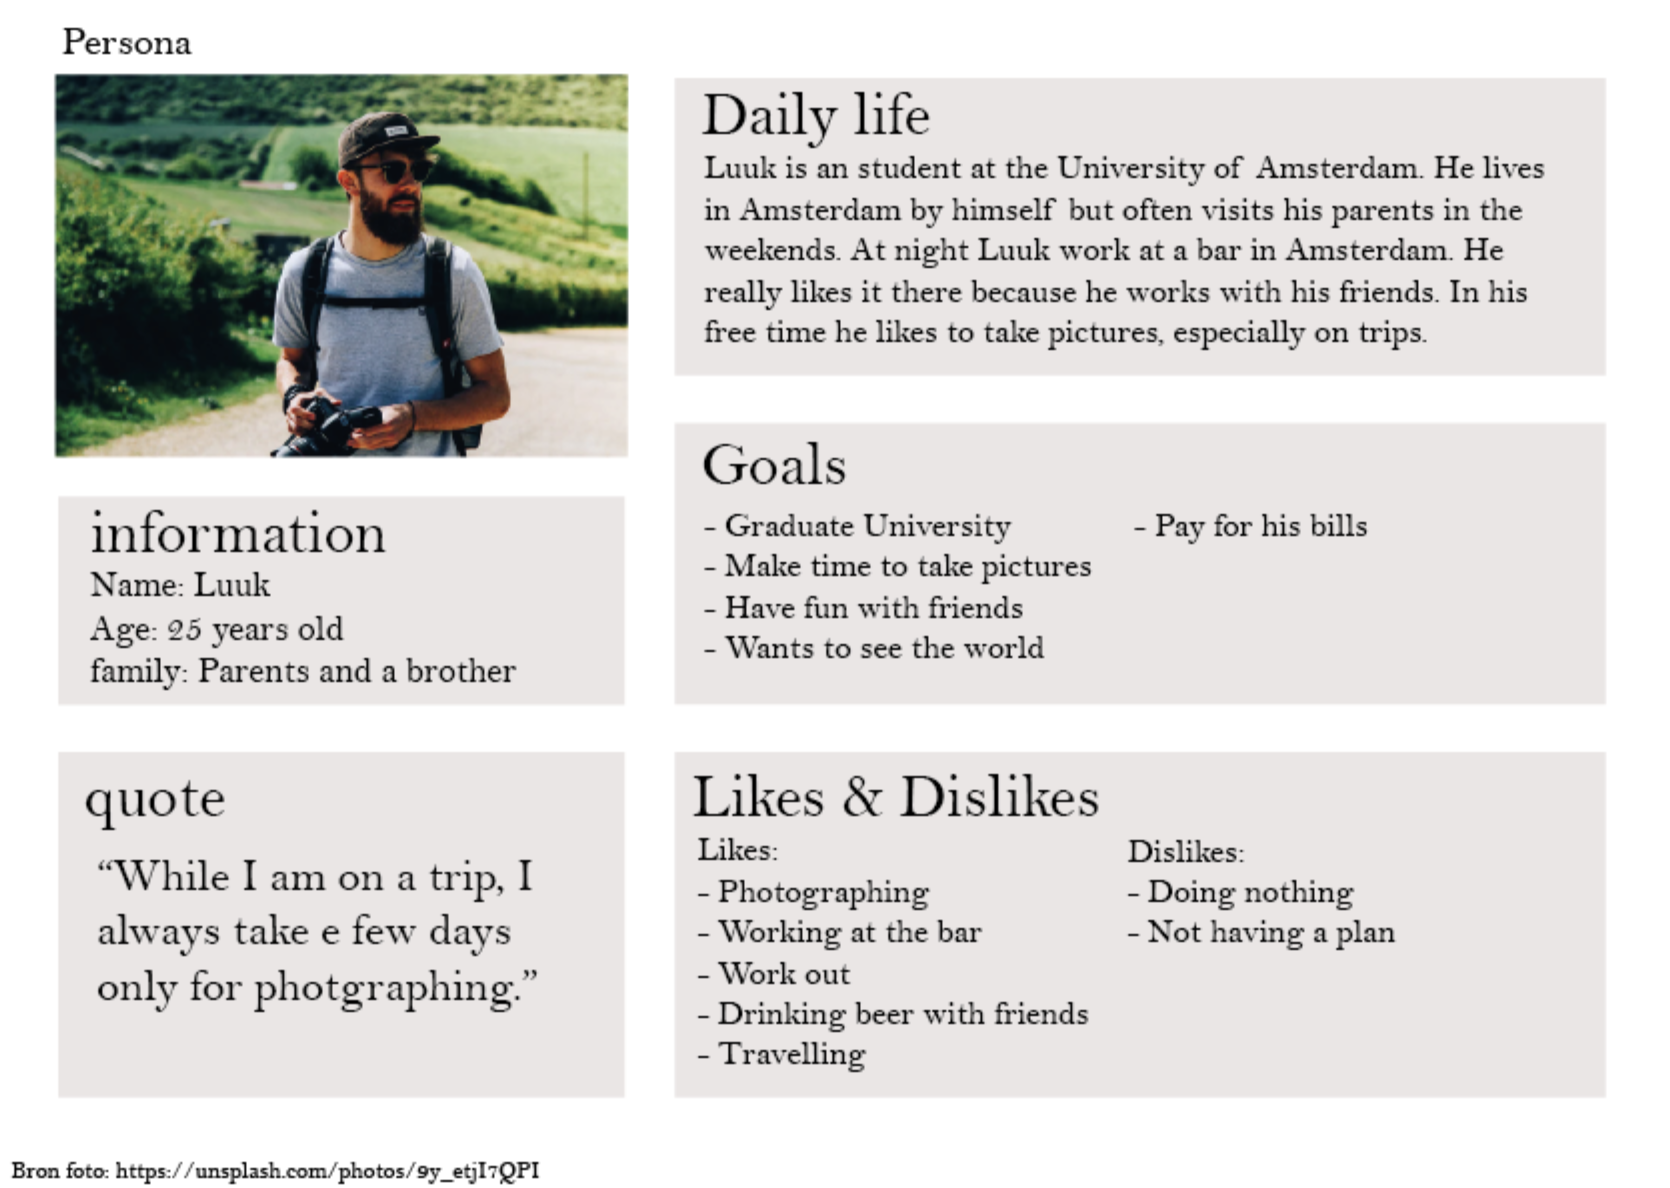 Persona
Daily life
Luuk is an student at the University of Amsterdam. He lives
in Amsterdam by himself but often visits his parents in the
weekends. At night Luuk work at a bar in Amsterdam. He
really likes it there because he works with his friends. In his
free time he likes to take pictures, especially on trips.
information
Name: Luuk
Age: 25 years old
family: Parents and a brother
Goals
- Graduate University
- Make time to take pictures
- Have fun with friends
- Wants to see the world
- Pay for his bills
quote
“While I am on a trip, I
always take e few days
only for photgraphing.”
Likes & Dislikes
Likes:
- Photographing
- Working at the bar
- Work out
- Drinking beer with friends
- Travelling
Dislikes:
- Doing nothing
- Not having a plan
Bron foto: https://unsplash.com/photos/9y_etjI7QPI